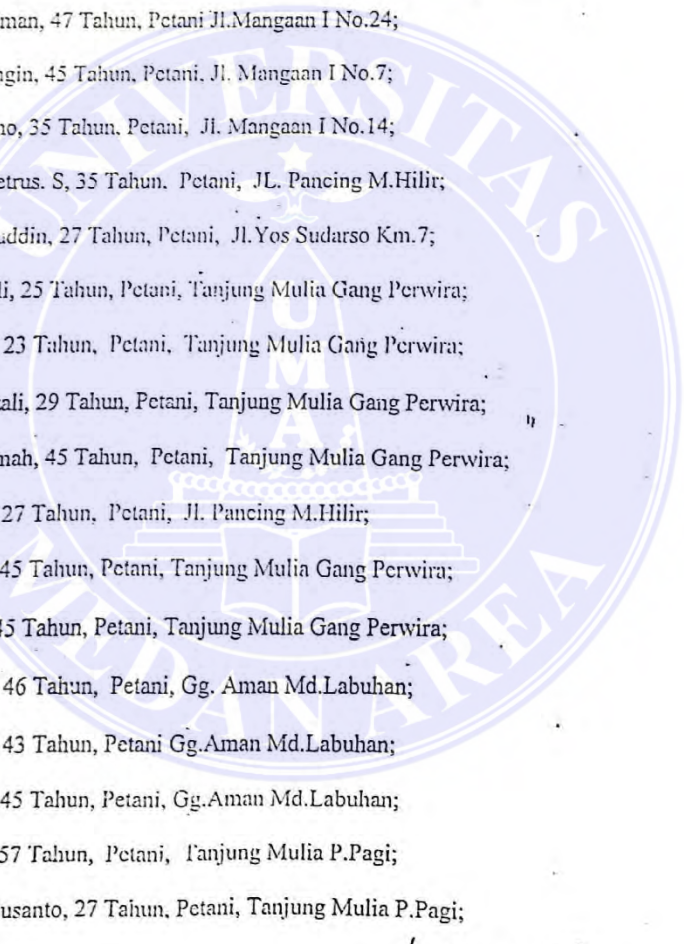 man, 47 Tahun, Petani Jl.Mangaan I No.24;
ngin, 45 Tahun, Petani, Jl. Mangaan I No.7;
no, 35 Tahun. Petani, Jl. Mangaan I No.14;
etrus. S, 35 Tahun. Petani, JL. Pancing M.Hilir;
uddin, 27 Tahun, Petani, Jl.Yos Sudarso Km.7;
li, 25 Tahun, Petani, Tanjung Mulia Gang Perwira;
23 Tahun, Petani, Tanjung Mulia Gang Perwira;
ali, 29 Tahun, Petani, Tanjung Mulia Gang Perwira;
nah, 45 Tahun, Petani, Tanjung Mulia Gang Perwira;
27 Tahun, Petani, Jl. Pancing M.Hilir;
45 Tahun, Petani, Tanjung Mulia Gang Perwira;
45 Tahun, Petani, Tanjung Mulia Gang Perwira;
46 Tahun, Petani, Gg. Aman Md.Labuhan;
43 Tahun, Petani Gg.Aman Md.Labuhan;
45 Tahun, Petani, Gg.Aman Md.Labuhan;
57 Tahun, Petani, Tanjung Mulia P.Pagi;
usanto, 27 Tahun, Petani, Tanjung Mulia P.Pagi;
UNIVERSITAS
UMA
MEDAN AREA